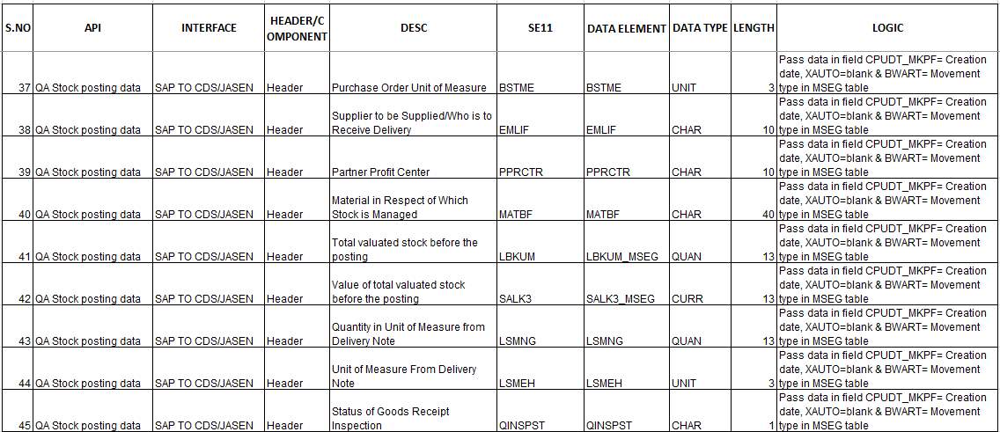 S.NO API INTERFACE HEADER/C OMPONENT DESC SE11 DATA ELEMENT DATA TYPE LENGTH LOGIC
37 QA Stock posting data SAP TO CDS/JASEN Header Purchase Order Unit of Measure BSTME BSTME UNIT 3 Pass data in field CPUDT_MKPF= Creation date, XAUTO=blank & BWART= Movement type in MSEG table
38 QA Stock posting data SAP TO CDS/JASEN Header Supplier to be Supplied/Who is to Receive Delivery EMLIF EMLIF CHAR 10 Pass data in field CPUDT_MKPF= Creation date, XAUTO=blank & BWART= Movement type in MSEG table
39 QA Stock posting data SAP TO CDS/JASEN Header Partner Profit Center PPRCTR PPRCTR CHAR 10 Pass data in field CPUDT_MKPF= Creation date, XAUTO=blank & BWART= Movement type in MSEG table
40 QA Stock posting data SAP TO CDS/JASEN Header Material in Respect of Which Stock is Managed MATBF MATBF CHAR 40 Pass data in field CPUDT_MKPF= Creation date, XAUTO=blank & BWART= Movement type in MSEG table
41 QA Stock posting data SAP TO CDS/JASEN Header Total valuated stock before the posting LBKUM LBKUM_MSEG QUAN 13 Pass data in field CPUDT_MKPF= Creation date, XAUTO=blank & BWART= Movement type in MSEG table
42 QA Stock posting data SAP TO CDS/JASEN Header Value of total valuated stock before the posting SALK3 SALK3_MSEG CURR 13 Pass data in field CPUDT_MKPF= Creation date, XAUTO=blank & BWART= Movement type in MSEG table
43 QA Stock posting data SAP TO CDS/JASEN Header Quantity in Unit of Measure from Delivery Note LSMNG LSMNG QUAN 13 Pass data in field CPUDT_MKPF= Creation date, XAUTO=blank & BWART= Movement type in MSEG table
44 QA Stock posting data SAP TO CDS/JASEN Header Unit of Measure From Delivery Note LSMEH LSMEH UNIT 3 Pass data in field CPUDT_MKPF= Creation date, XAUTO=blank & BWART= Movement type in MSEG table
45 QA Stock posting data SAP TO CDS/JASEN Header Status of Goods Receipt Inspection QINSPST QINSPST CHAR 1 Pass data in field CPUDT_MKPF= Creation date, XAUTO=blank & BWART= Movement type in MSEG table